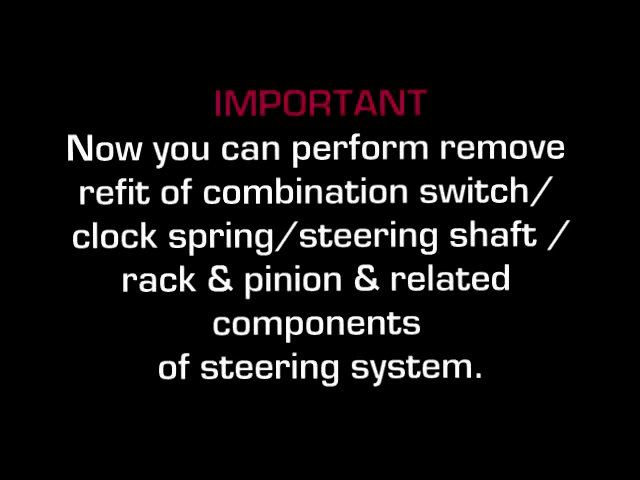 IMPORTANT
Now you can perform remove
refit of combination switch/
clock spring/steering shaft /
rack & pinion & related
components
of steering system.